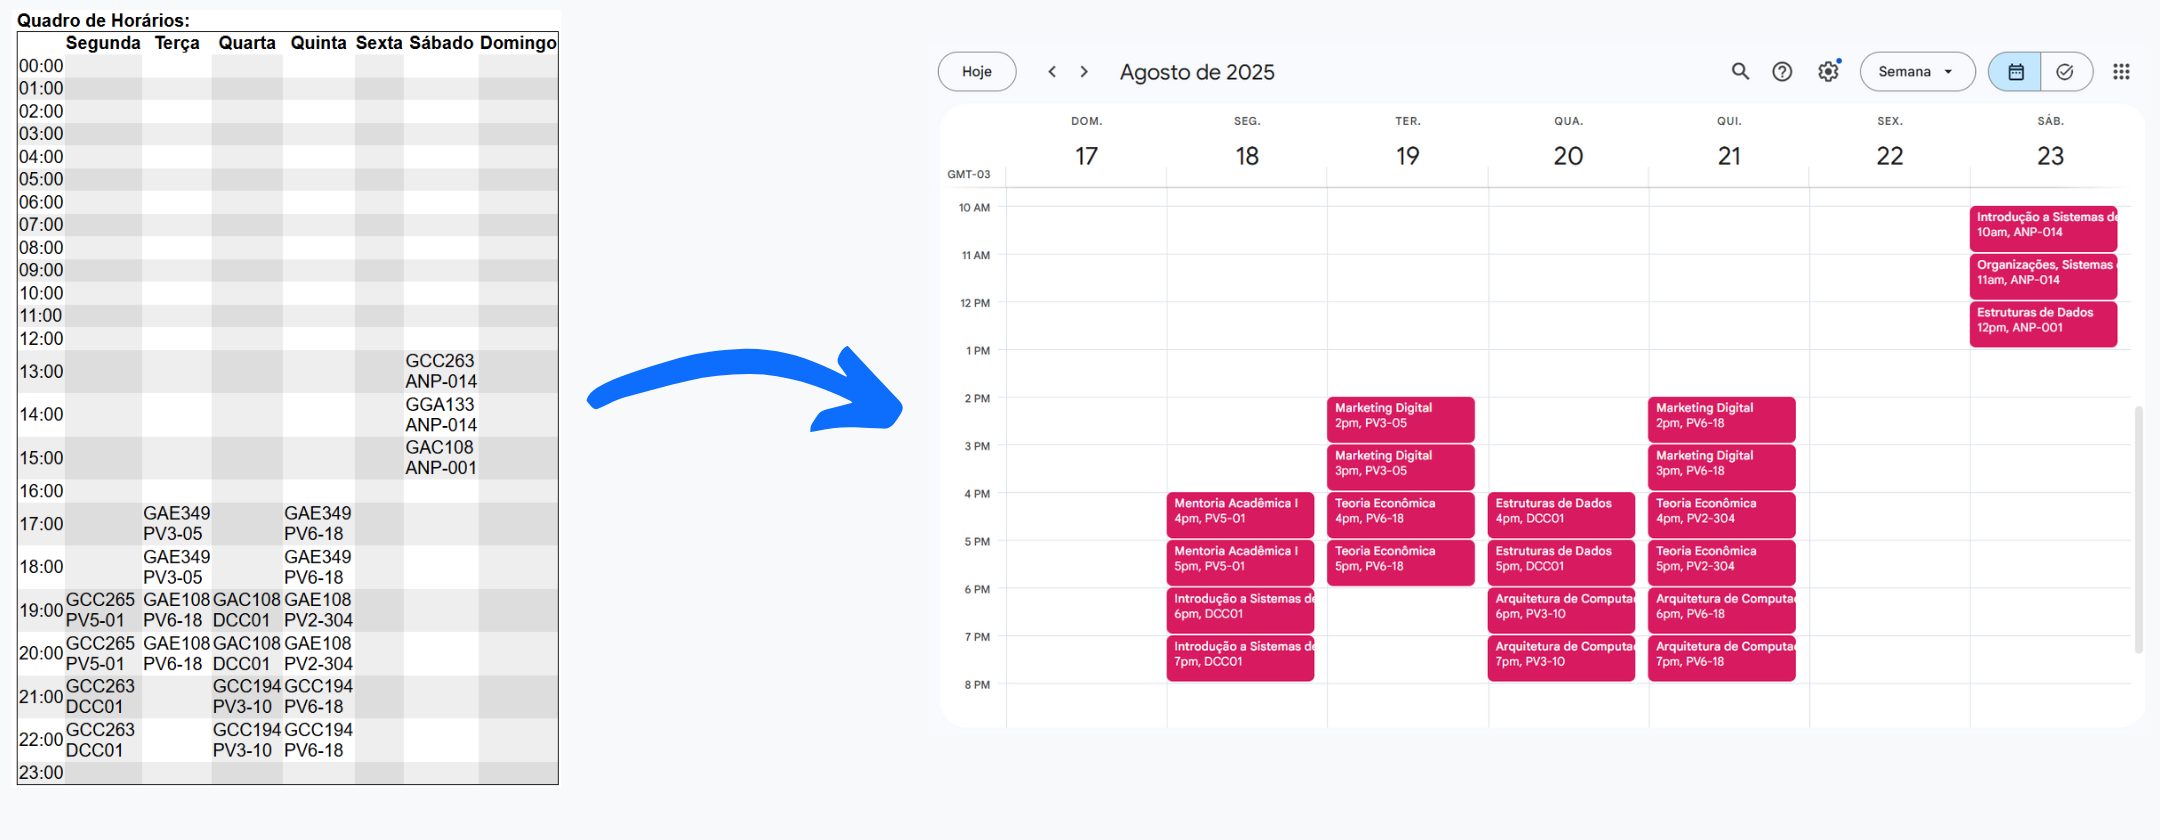 Quadro de Horários:
Segunda Terça Quarta Quinta Sexta Sábado Domingo
00:00
01:00
02:00
03:00
04:00
05:00
06:00
07:00
08:00
09:00
10:00
11:00
12:00
13:00 GCC263
ANP-014
14:00 GGA133
ANP-014
15:00 GAC108
ANP-001
16:00
17:00 GAE349 GAE349
PV3-05 PV6-18
18:00 GAE349 GAE349
PV3-05 PV6-18
19:00 GCC265 GAE108 GAC108 GAE108
PV5-01 PV6-18 DCC01 PV2-304
20:00 GCC265 GAE108 GAC108 GAE108
PV5-01 PV6-18 DCC01 PV2-304
21:00 GCC263 GCC194 GCC194
DCC01 PV3-10 PV6-18
22:00 GCC263 GCC194 GCC194
DCC01 PV3-10 PV6-18
23:00
Hoje Agosto de 2025 Semana
DOM. SEG. TER. QUA. QUI. SEX. SÁB.
17 18 19 20 21 22 23
GMT-03
10 AM
Introdução a Sistemas de
10am, ANP-014
11 AM
Organizações, Sistemas
11am, ANP-014
12 PM
Estruturas de Dados
12pm, ANP-001
1 PM
2 PM
Marketing Digital Marketing Digital
2pm, PV3-05 2pm, PV6-18
3 PM
Marketing Digital Marketing Digital
3pm, PV3-05 3pm, PV6-18
4 PM
Mentoria Acadêmica I Teoria Econômica Estruturas de Dados Teoria Econômica
4pm, PV5-01 4pm, PV6-18 4pm, DCC01 4pm, PV2-304
5 PM
Mentoria Acadêmica I Teoria Econômica Estruturas de Dados Teoria Econômica
5pm, PV5-01 5pm, PV6-18 5pm, DCC01 5pm, PV2-304
6 PM
Introdução a Sistemas de Arquitetura de Computa Arquitetura de Computa
6pm, DCC01 6pm, PV3-10 6pm, PV6-18
7 PM
Introdução a Sistemas de Arquitetura de Computa Arquitetura de Computa
7pm, DCC01 7pm, PV3-10 7pm, PV6-18
8 PM